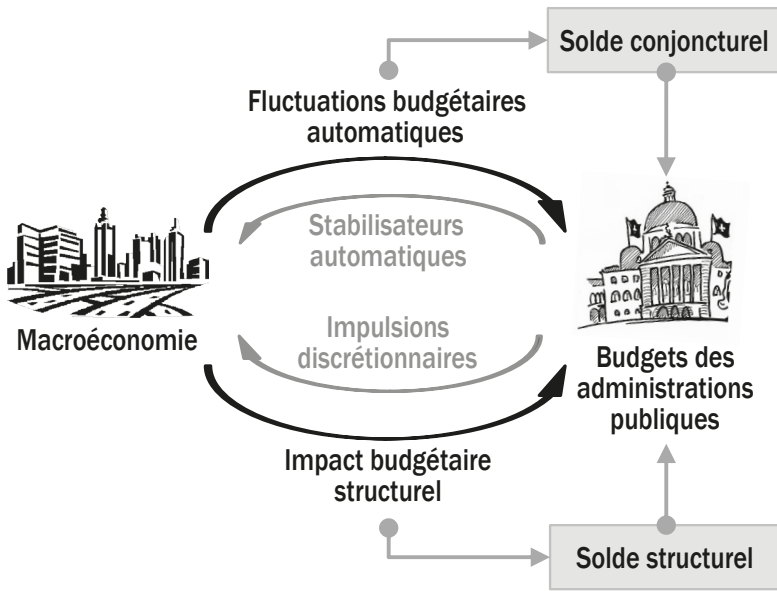 Solde conjoncturel
Fluctuations budgétaires
automatiques
Stabilisateurs
automatiques
Macroéconomie
Impulsions
discrétionnaires
Budgets des
administrations
publiques
Impact budgétaire
structurel
Solde structurel